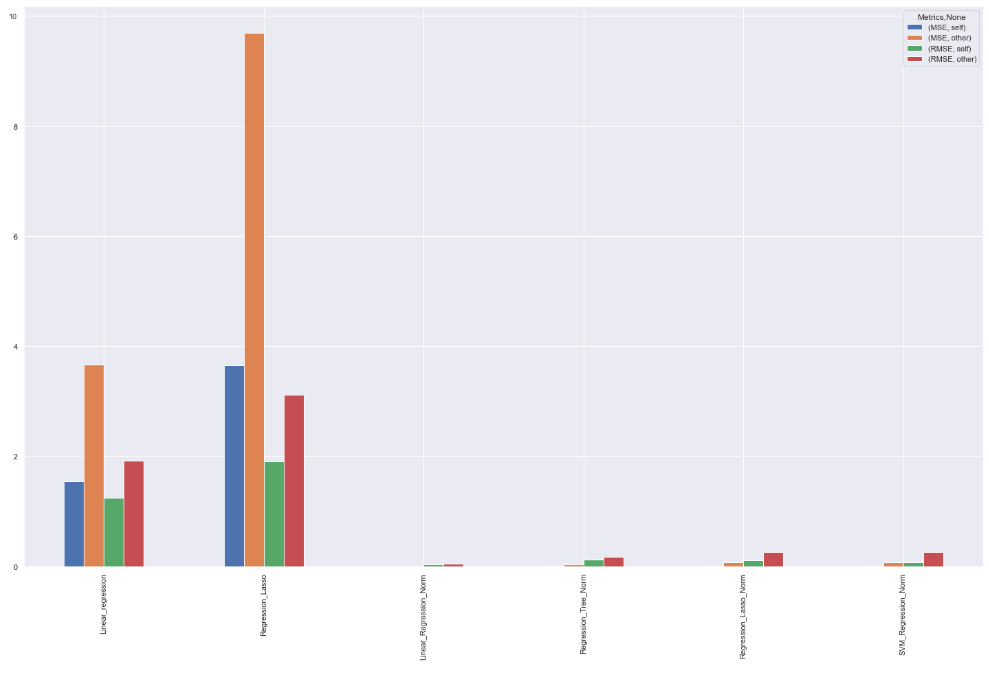 10
8
6
4
2
0
Metrics,None
(MSE, self)
(MSE, other)
(RMSE, self)
(RMSE, other)
Linear_regression
Regression_Lasso
Linear_Regression_Norm
Regression_Tree_Norm
Regression_Lasso_Norm
SVM_Regression_Norm